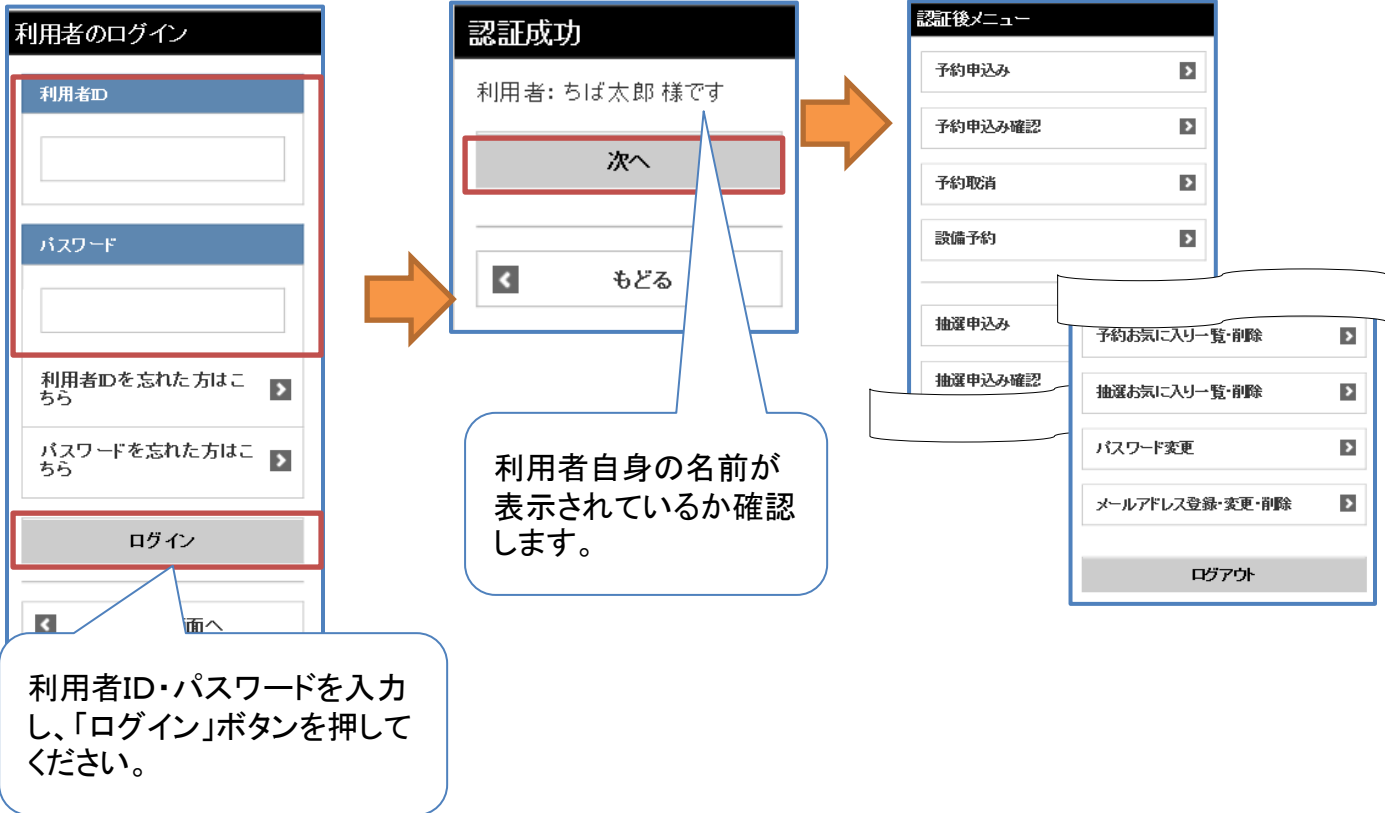 利用者のログイン
利用者ID
パスワード
利用者IDを忘れた方はこ
ちら
パスワードを忘れた方はこ
ちら
ログイン
面へ
利用者ID・パスワードを入力
し、「ログイン」ボタンを押して
ください。
認証成功
利用者: ちば太郎 様です
次へ
もどる
利用者自身の名前が
表示されているか確認
します。
認証後メニュー
予約申込み
予約申込み確認
予約取消
設備予約
抽選申込み
抽選申込み確認
予約お気に入り一覧・削除
抽選お気に入り一覧・削除
パスワード変更
メールアドレス登録・変更・削除
ログアウト